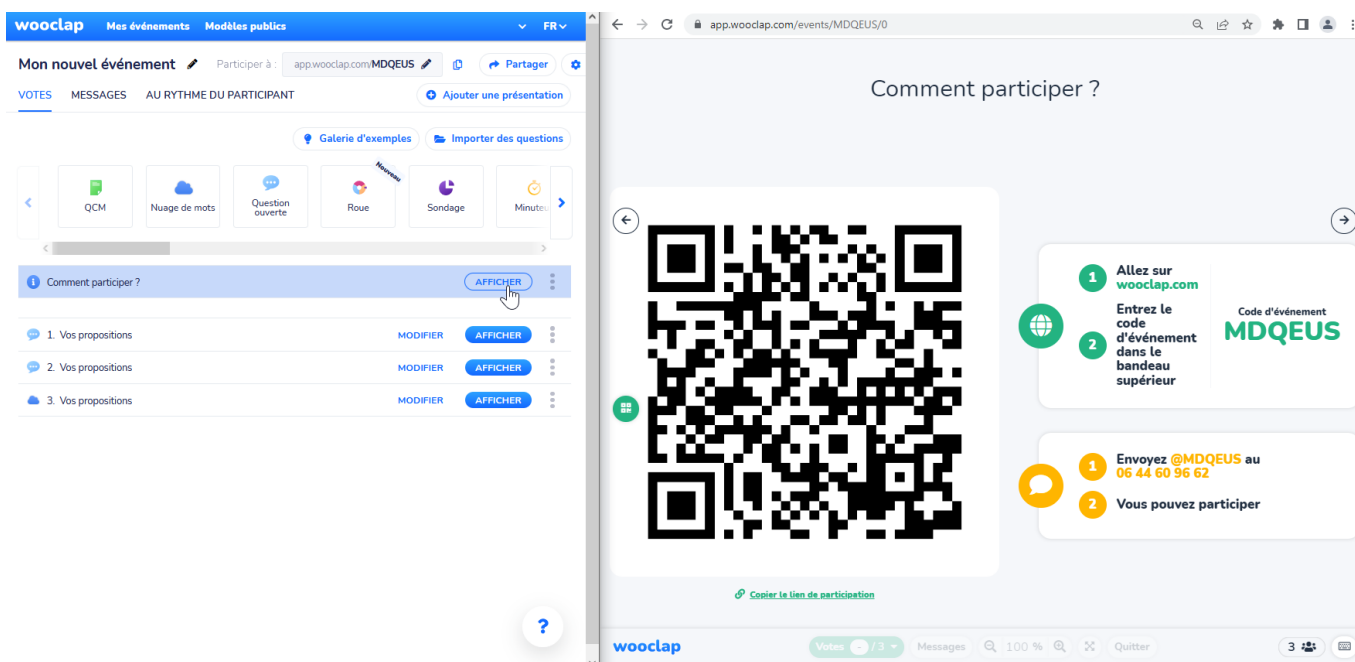 wooclap Mes événements Modèles publics FR
Mon nouvel événement Participer à : app.wooclap.com/MDQEUS Partager
VOTES MESSAGES AU RYTHME DU PARTICIPANT Ajouter une présentation
Galerie d'exemples Importer des questions
Nouveau
QCM Nuage de mots Question ouverte Roue Sondage Minuteu
Comment participer ? AFFICHER
1. Vos propositions MODIFIER AFFICHER
2. Vos propositions MODIFIER AFFICHER
3. Vos propositions MODIFIER AFFICHER
?
app.wooclap.com/events/MDQEUS/0
Comment participer ?
1 Allez sur
wooclap.com
2 Entrez le
code
d'événement
dans le
bandeau
supérieur
Code d'événement
MDQEUS
1 Envoyez @MDQEUS au
06 44 60 96 62
2 Vous pouvez participer
Copier le lien de participation
wooclap Votes - / 3 Messages 100 % Quitter 3